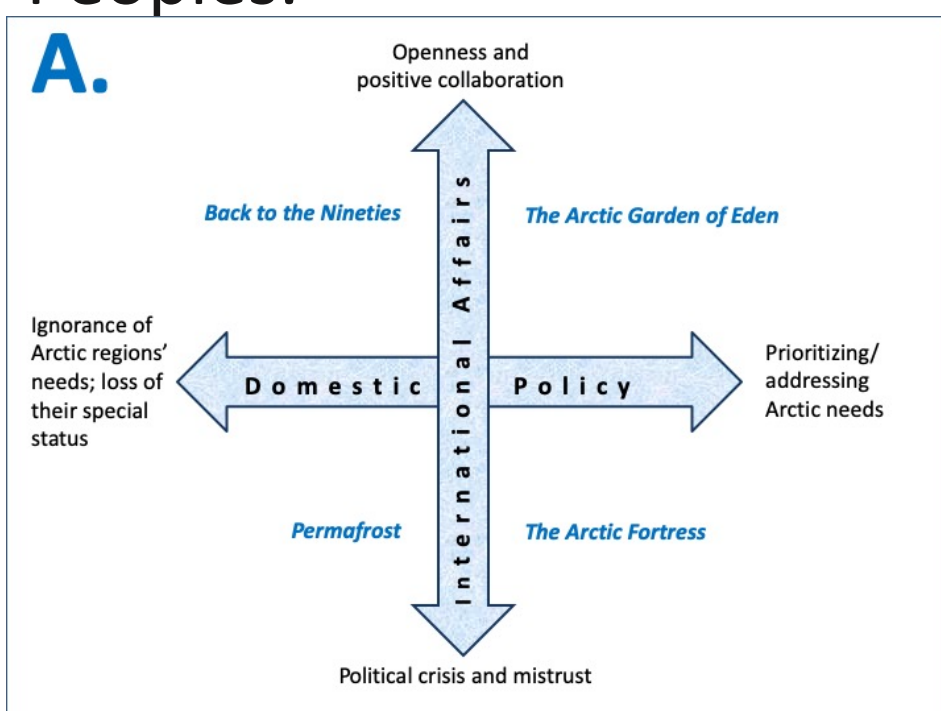 Peoples:
A.
Openness and
positive collaboration
Back to the Nineties
The Arctic Garden of Eden
International Affairs
Ignorance of
Arctic regions’
needs; loss of
their special
status
Domestic Policy
Prioritizing/
addressing
Arctic needs
Permafrost
The Arctic Fortress
Political crisis and mistrust